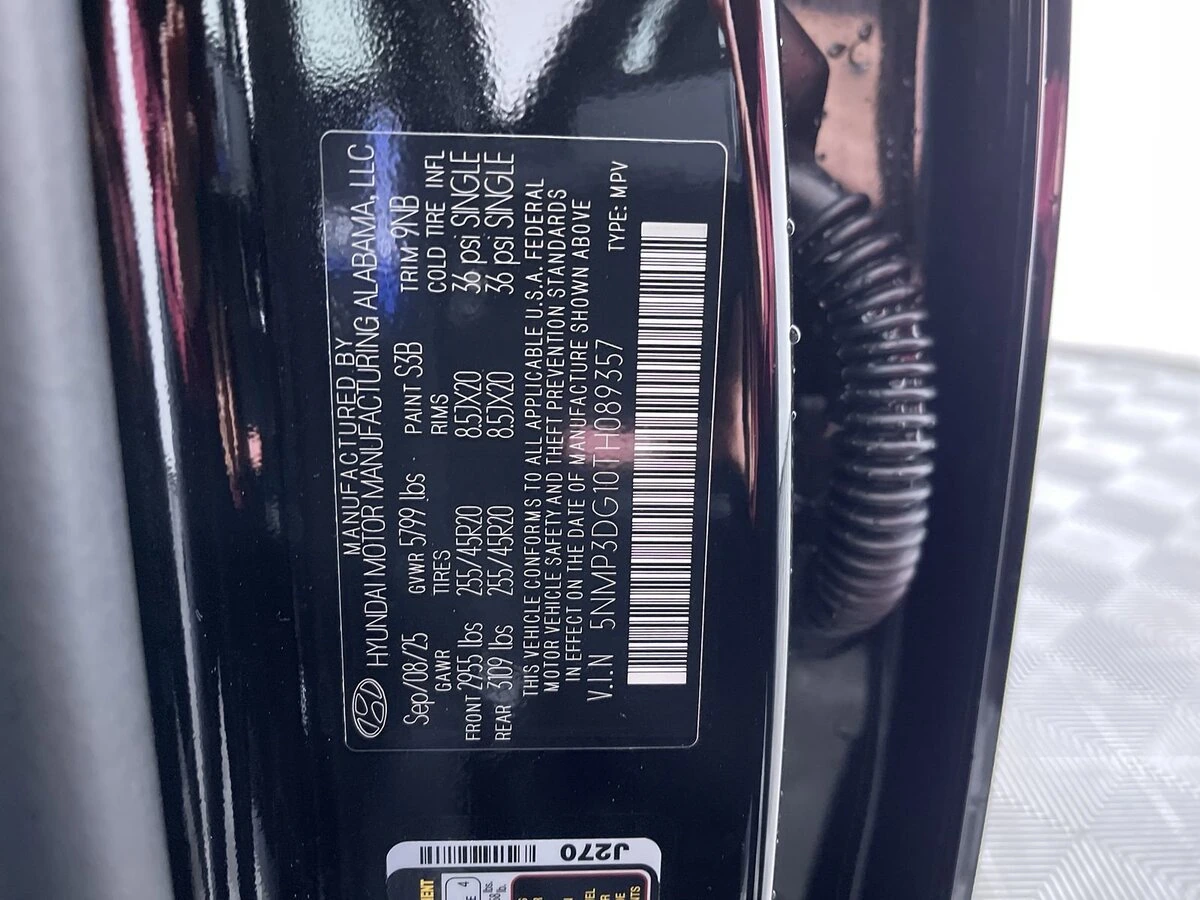 MANUFACTURED BY
HYUNDAI MOTOR MANUFACTURING ALABAMA, LLC
Sep/08/25 GVWR 5799 lbs PAINT S3B TRIM 9NB
GAWR TIRES RIMS COLD TIRE INFL
FRONT 2955 lbs 255/45R20 8.5JX20 36 psi SINGLE
REAR 3109 lbs 255/45R20 8.5JX20 36 psi SINGLE
THIS VEHICLE CONFORMS TO ALL APPLICABLE U.S.A. FEDERAL
MOTOR VEHICLE SAFETY AND THEFT PREVENTION STANDARDS
IN EFFECT ON THE DATE OF MANUFACTURE SHOWN ABOVE
V.I.N 5NMP3DG10TH089357 TYPE: MPV
J270
4
lbs.
lb.